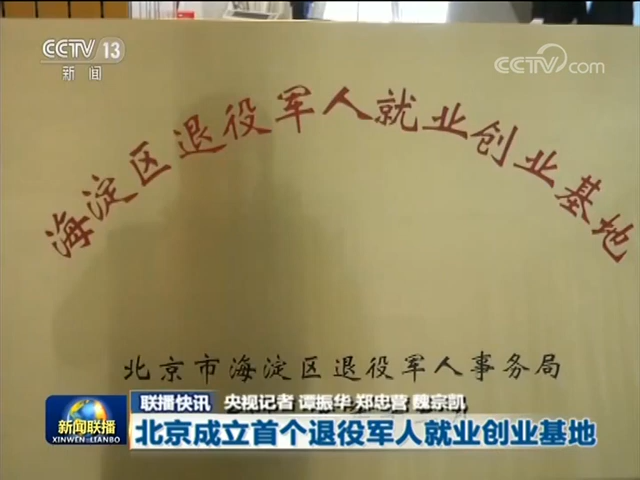 CCTV 13
新闻
CCTV.com
海淀区退役军人就业创业基地
北京市海淀区退役军人事务局
联播快讯 央视记者 谭振华 郑忠营 魏宗凯
新闻联播
XINWEN LIANBO
北京成立首个退役军人就业创业基地